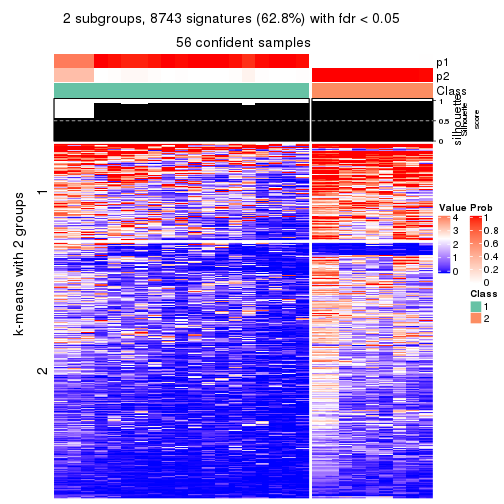 2 subgroups, 8743 signatures (62.8%) with fdr < 0.05
56 confident samples
p1
p2
Class
1
0.5
0
silhouette
Silhouette
score
k-means with 2 groups
1
2
Value
4
3
2
1
0
Prob
1
0.8
0.6
0.4
0.2
0
Class
1
2